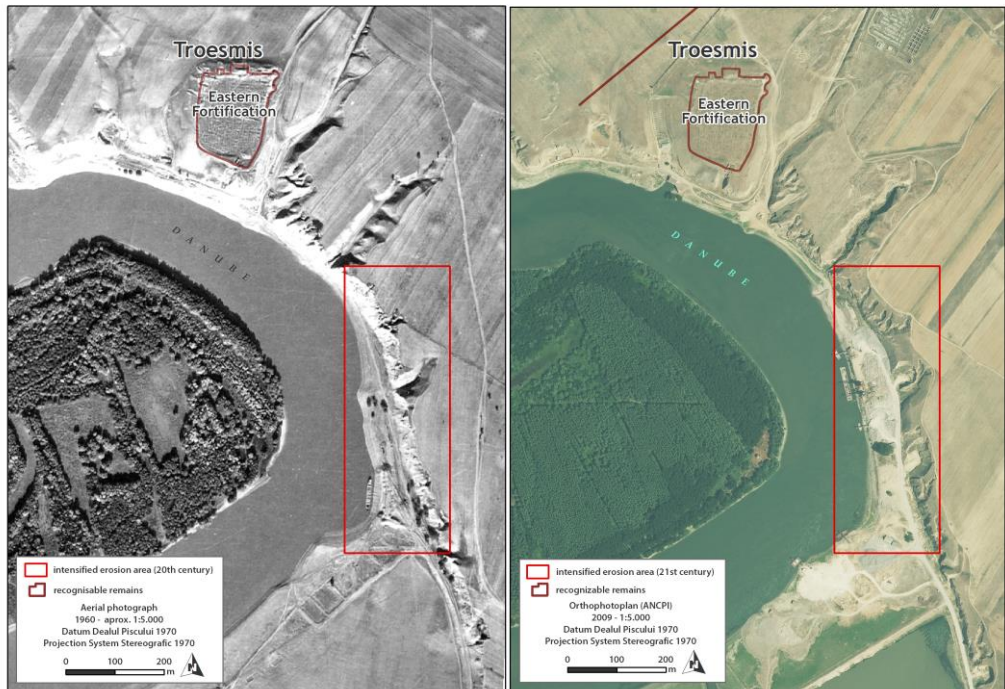 Troesmis
Eastern
Fortification
DANUBE
intensified erosion area (20th century)
recognisable remains
Aerial photograph
1960 - aprox. 1:5.000
Datum Dealul Piscului 1970
Projection System Stereografic 1970
0 100 200
m
N
Troesmis
Eastern
Fortification
DANUBE
intensified erosion area (21st century)
recognizable remains
Orthophotoplan (ANCPI)
2009 - 1:5.000
Datum Dealul Piscului 1970
Projection System Stereografic 1970
0 100 200
m
N